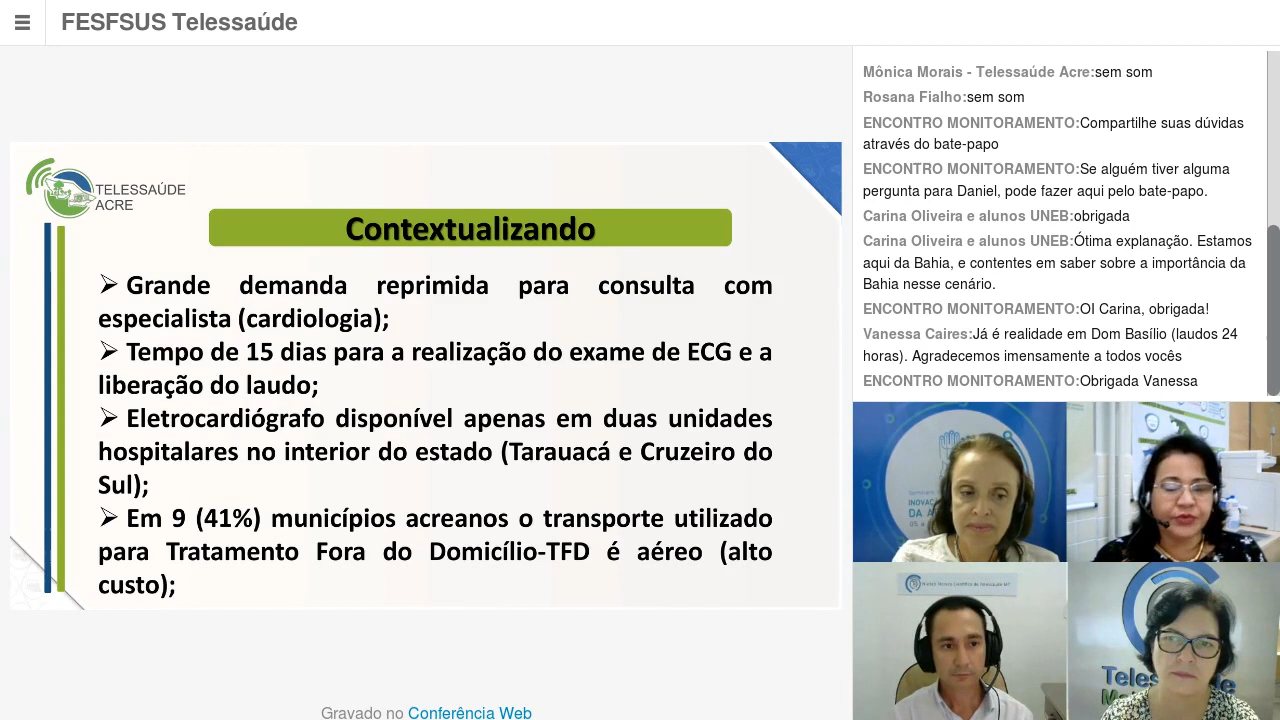 FESFSUS Telessaúde
TELESSAÚDE
ACRE
Contextualizando
➢ Grande demanda reprimida para consulta com
especialista (cardiologia);
➢ Tempo de 15 dias para a realização do exame de ECG e a
liberação do laudo;
➢ Eletrocardiógrafo disponível apenas em duas unidades
hospitalares no interior do estado (Tarauacá e Cruzeiro do
Sul);
➢ Em 9 (41%) municípios acreanos o transporte utilizado
para Tratamento Fora do Domicílio-TFD é aéreo (alto
custo);
Gravado no Conferência Web
Mônica Morais - Telessaúde Acre:sem som
Rosana Fialho:sem som
ENCONTRO MONITORAMENTO:Compartilhe suas dúvidas
através do bate-papo
ENCONTRO MONITORAMENTO:Se alguém tiver alguma
pergunta para Daniel, pode fazer aqui pelo bate-papo.
Carina Oliveira e alunos UNEB:obrigada
Carina Oliveira e alunos UNEB:Ótima explanação. Estamos
aqui da Bahia, e contentes em saber sobre a importância da
Bahia nesse cenário.
ENCONTRO MONITORAMENTO:OI Carina, obrigada!
Vanessa Caires:Já é realidade em Dom Basílio (laudos 24
horas). Agradecemos imensamente a todos vocês
ENCONTRO MONITORAMENTO:Obrigada Vanessa
INOVAÇ
DA A
Teles
de